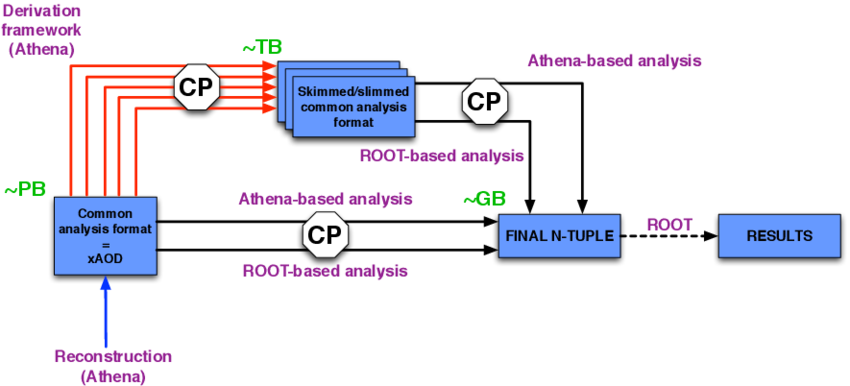 Derivation
framework
(Athena)
~TB
CP
Skimmed/slimmed
common analysis
format
CP
Athena-based analysis
ROOT-based analysis
~PB
Common
analysis format
=
xAOD
Athena-based analysis
CP
ROOT-based analysis
~GB
FINAL N-TUPLE
ROOT
RESULTS
Reconstruction
(Athena)